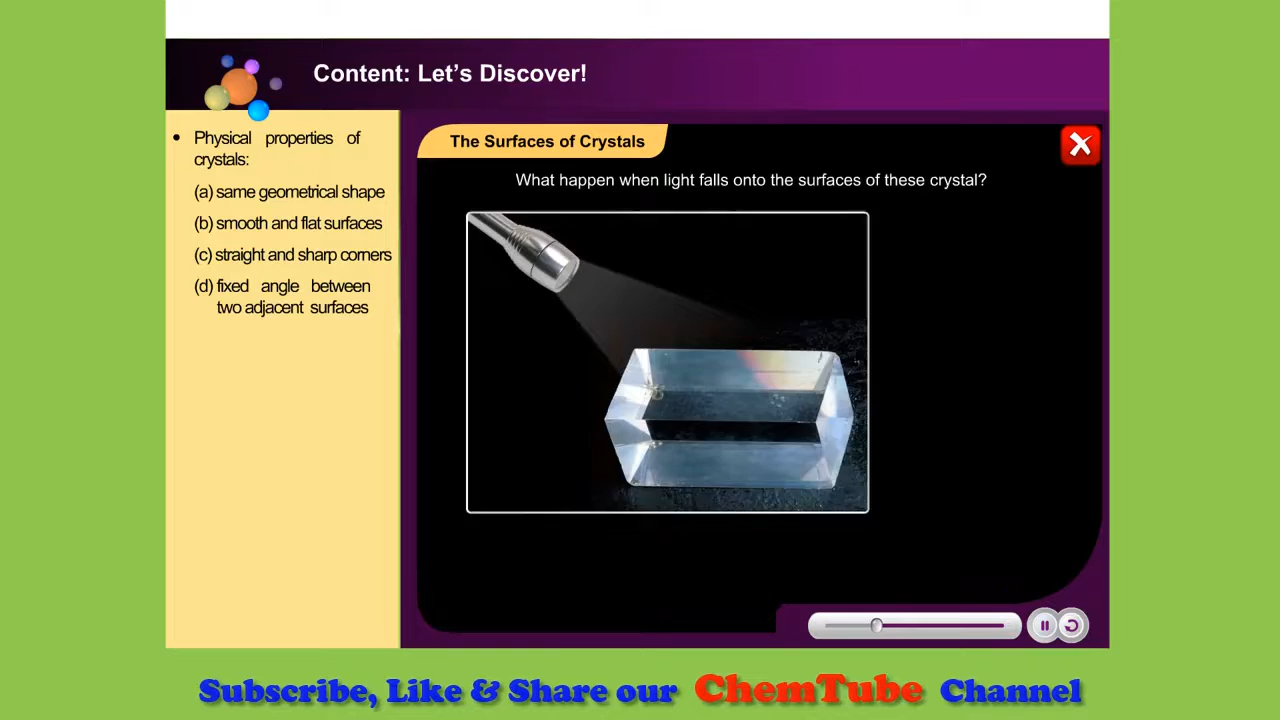 Content: Let's Discover!
• Physical properties of
crystals:
(a) same geometrical shape
(b) smooth and flat surfaces
(c) straight and sharp corners
(d) fixed angle between
two adjacent surfaces
The Surfaces of Crystals
What happen when light falls onto the surfaces of these crystal?
Subscribe, Like & Share our ChemTube Channel